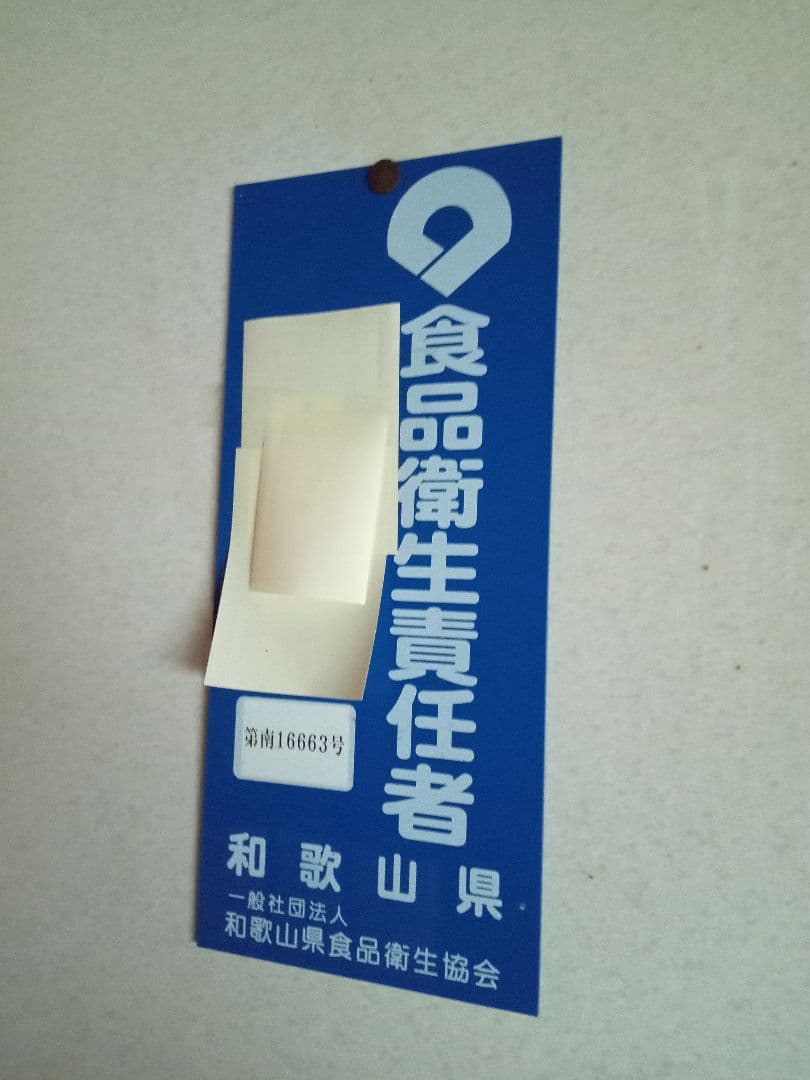 食品衛生責任者
第南16663号
和歌山県
一般社団法人
和歌山県食品衛生協会